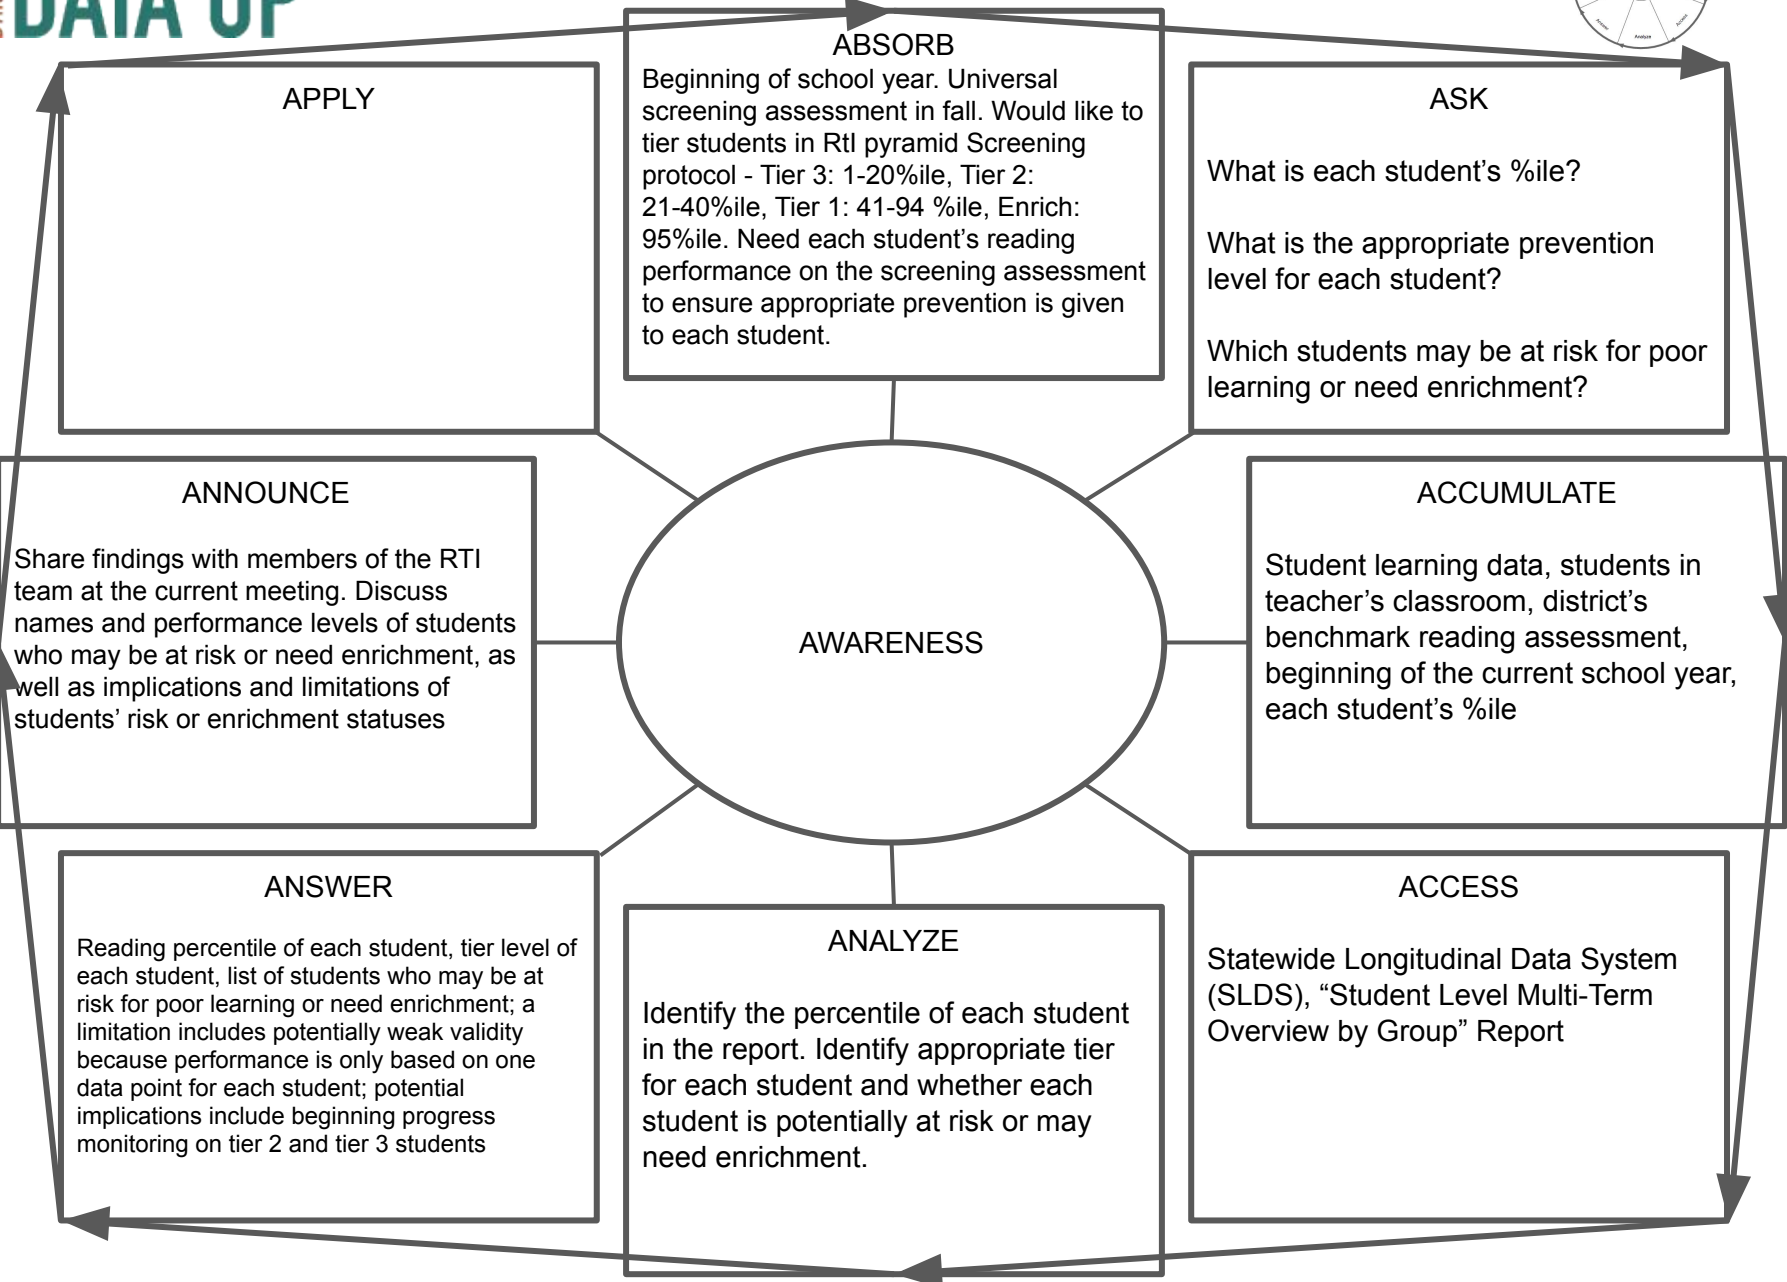 DATA UP
ABSORB
Beginning of school year. Universal
screening assessment in fall. Would like to
tier students in RtI pyramid Screening
protocol - Tier 3: 1-20%ile, Tier 2:
21-40%ile, Tier 1: 41-94 %ile, Enrich:
95%ile. Need each student’s reading
performance on the screening assessment
to ensure appropriate prevention is given
to each student.
Answer
Analyze
Access
APPLY
ASK
What is each student’s %ile?
What is the appropriate prevention
level for each student?
Which students may be at risk for poor
learning or need enrichment?
ANNOUNCE
Share findings with members of the RTI
team at the current meeting. Discuss
names and performance levels of students
who may be at risk or need enrichment, as
well as implications and limitations of
students’ risk or enrichment statuses
AWARENESS
ACCUMULATE
Student learning data, students in
teacher’s classroom, district’s
benchmark reading assessment,
beginning of the current school year,
each student’s %ile
ANSWER
Reading percentile of each student, tier level of
each student, list of students who may be at
risk for poor learning or need enrichment; a
limitation includes potentially weak validity
because performance is only based on one
data point for each student; potential
implications include beginning progress
monitoring on tier 2 and tier 3 students
ANALYZE
Identify the percentile of each student
in the report. Identify appropriate tier
for each student and whether each
student is potentially at risk or may
need enrichment.
ACCESS
Statewide Longitudinal Data System
(SLDS), “Student Level Multi-Term
Overview by Group” Report